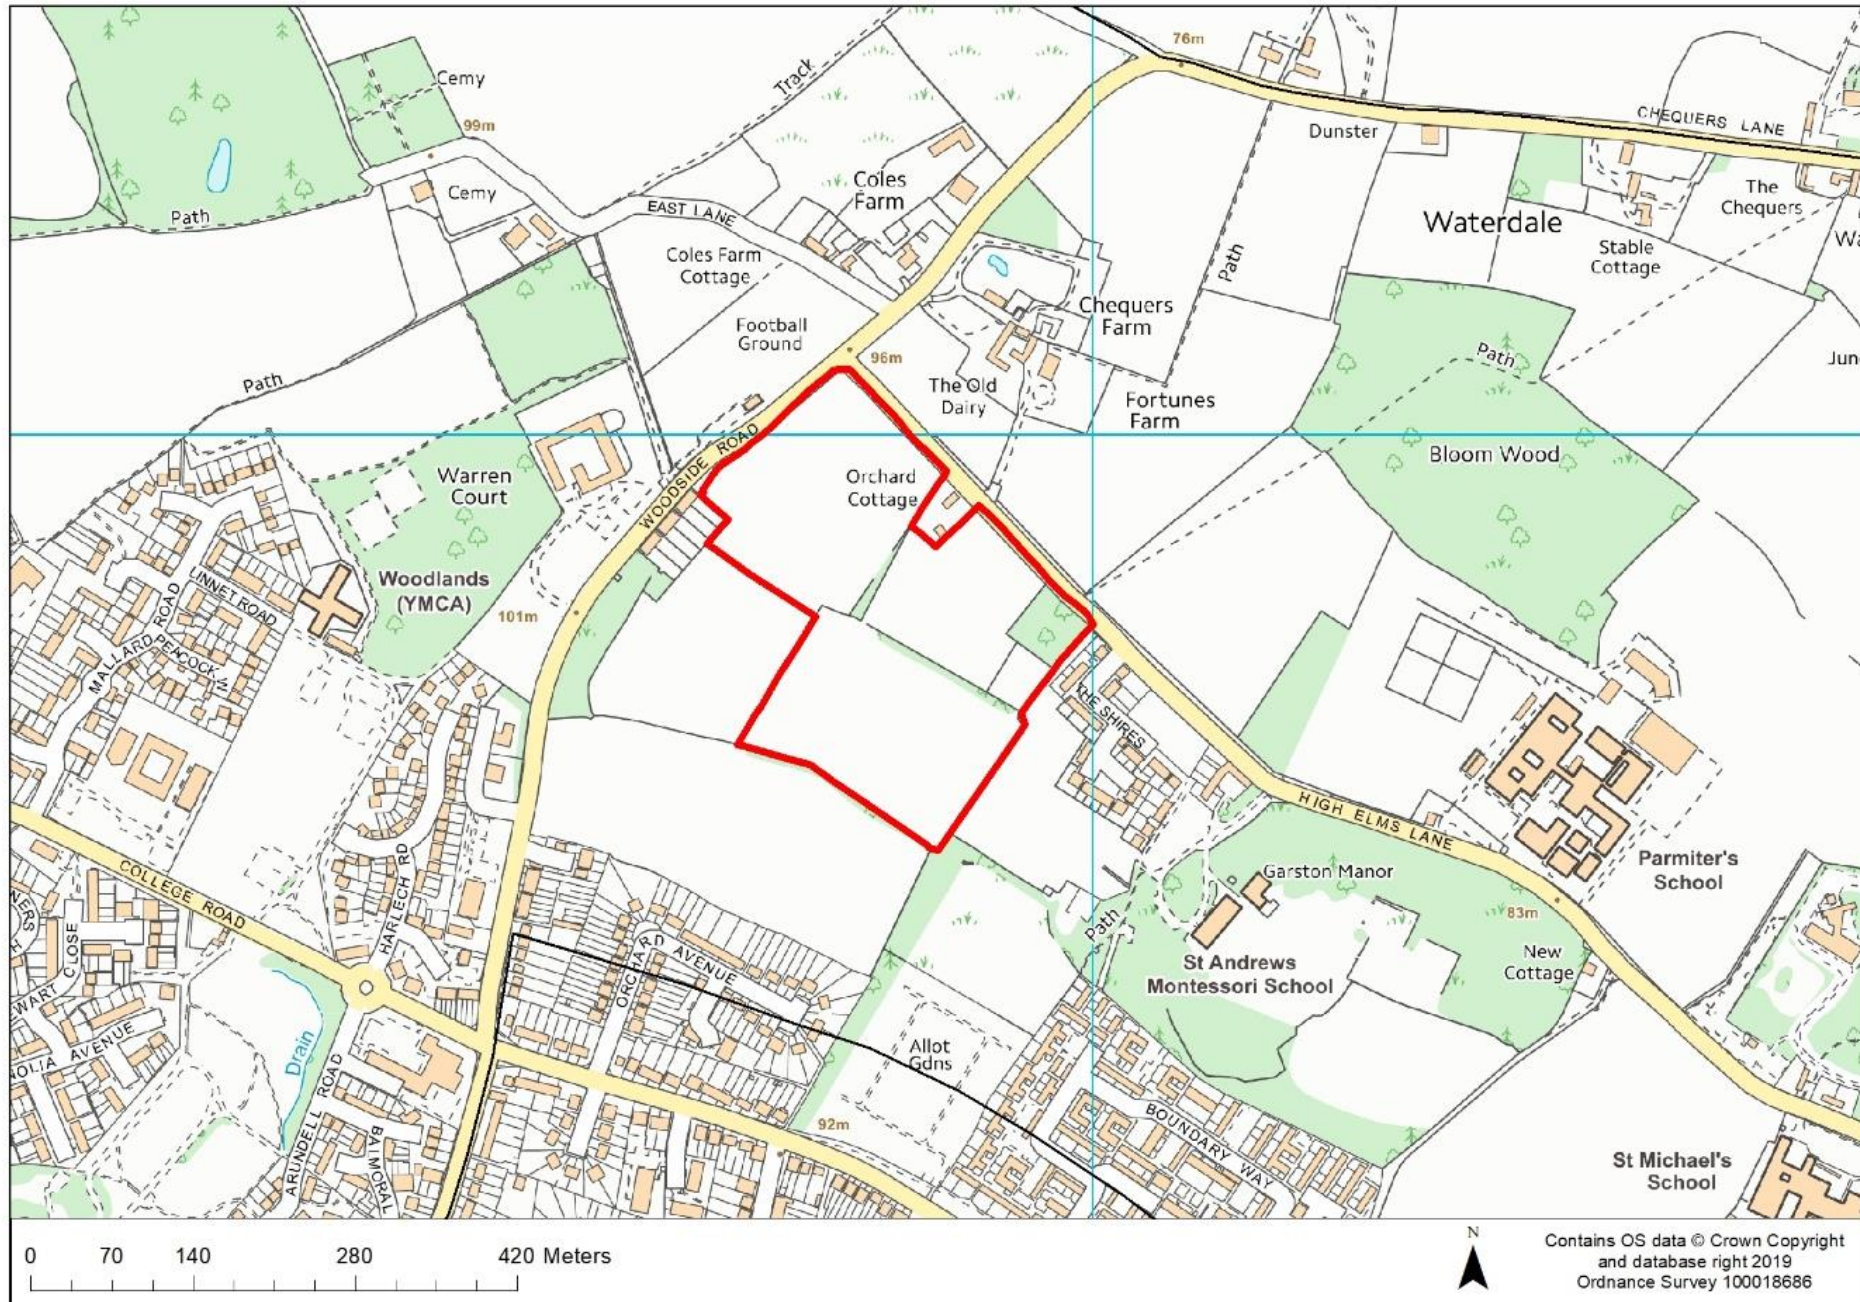 76m
Cemy
Track
CHEQUERS LANE
99m
Dunster
Coles
Farm
Cemy
The
Chequers
Path
EAST LANE
Waterdale
Coles Farm
Cottage
Path
Stable
Cottage
Chequers
Farm
Football
Ground
96m
Path
Path
The Old
Dairy
Fortunes
Farm
WOODSIDE ROAD
Bloom Wood
Warren
Court
Orchard
Cottage
Woodlands
(YMCA)
LINNET ROAD
MALLARD ROAD
PEACOCK
101m
THE SHIRES
HIGH ELMS LANE
COLLEGE ROAD
HARLECH RD
Garston Manor
Parmiter's
School
83m
Path
New
Cottage
CLOSE
ORCHARD AVENUE
St Andrews
Montessori School
AVENUE
Drain
ARUNDELL ROAD
BALMORAL
Allot
Gdns
92m
BOUNDARY WAY
St Michael's
School
0 70 140 280 420 Meters
N
Contains OS data © Crown Copyright
and database right 2019
Ordnance Survey 100018686